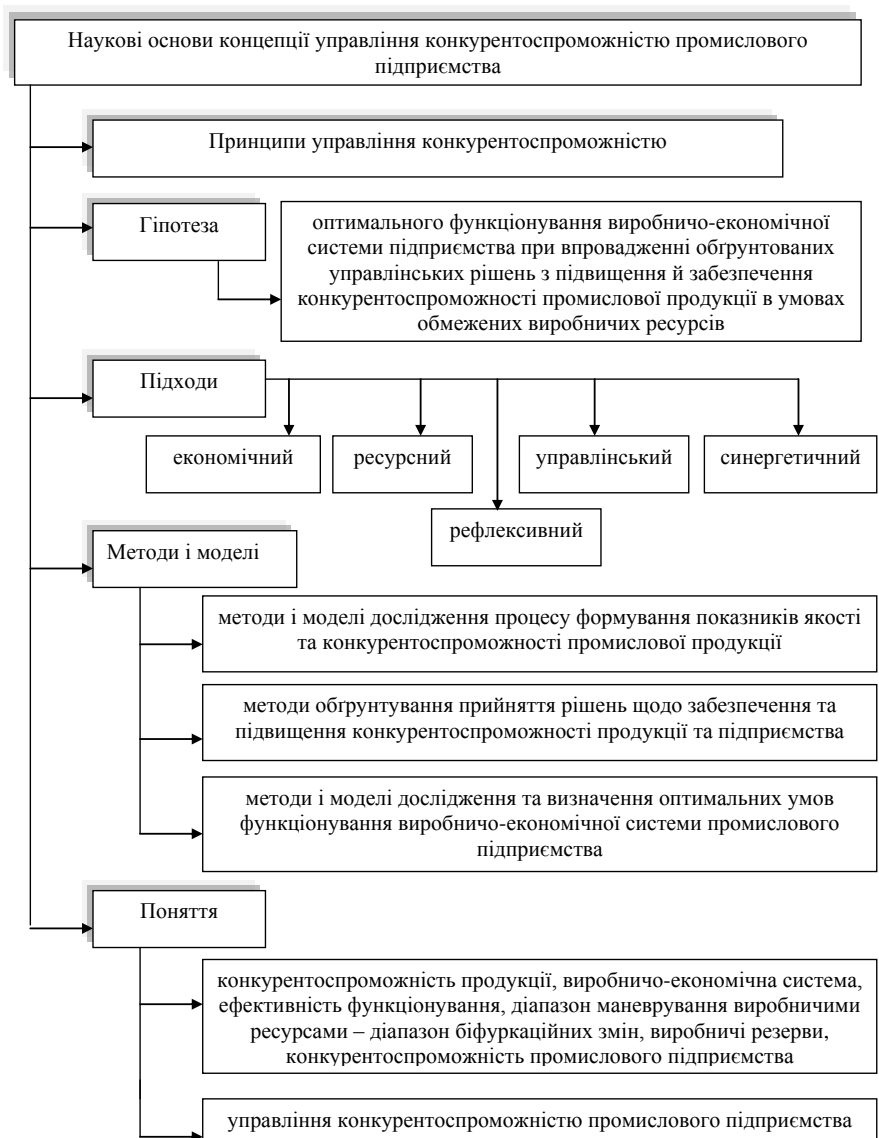 Наукові основи концепції управління конкурентоспроможністю промислового
підприємства
Принципи управління конкурентоспроможністю
Гіпотеза
оптимального функціонування виробничо-економічної
системи підприємства при впровадженні обґрунтованих
управлінських рішень з підвищення й забезпечення
конкурентоспроможності промислової продукції в умовах
обмежених виробничих ресурсів
Підходи
економічний
ресурсний
управлінський
синергетичний
рефлексивний
Методи і моделі
методи і моделі дослідження процесу формування показників якості
та конкурентоспроможності промислової продукції
методи обґрунтування прийняття рішень щодо забезпечення та
підвищення конкурентоспроможності продукції та підприємства
методи і моделі дослідження та визначення оптимальних умов
функціонування виробничо-економічної системи промислового
підприємства
Поняття
конкурентоспроможність продукції, виробничо-економічна система,
ефективність функціонування, діапазон маневрування виробничими
ресурсами – діапазон біфуркаційних змін, виробничі резерви,
конкурентоспроможність промислового підприємства
управління конкурентоспроможністю промислового підприємства